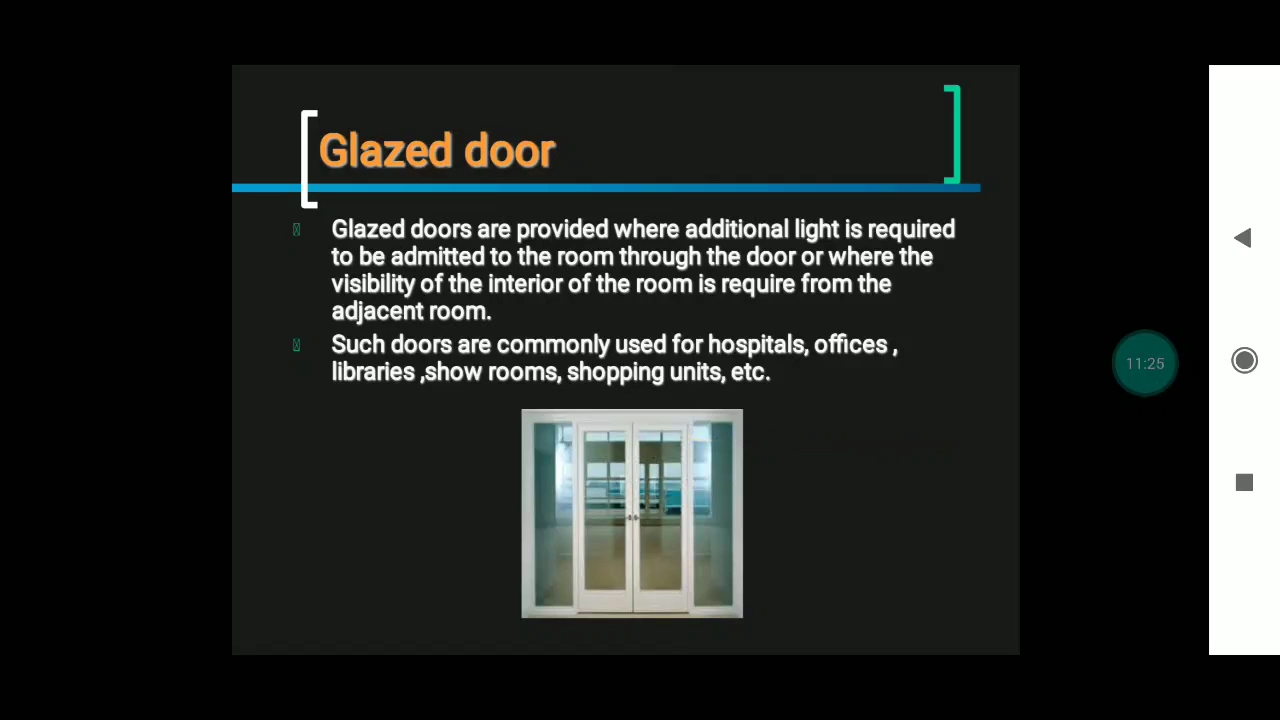 Glazed door
Glazed doors are provided where additional light is required
to be admitted to the room through the door or where the
visibility of the interior of the room is require from the
adjacent room.
Such doors are commonly used for hospitals, offices ,
libraries ,show rooms, shopping units, etc.
11:25